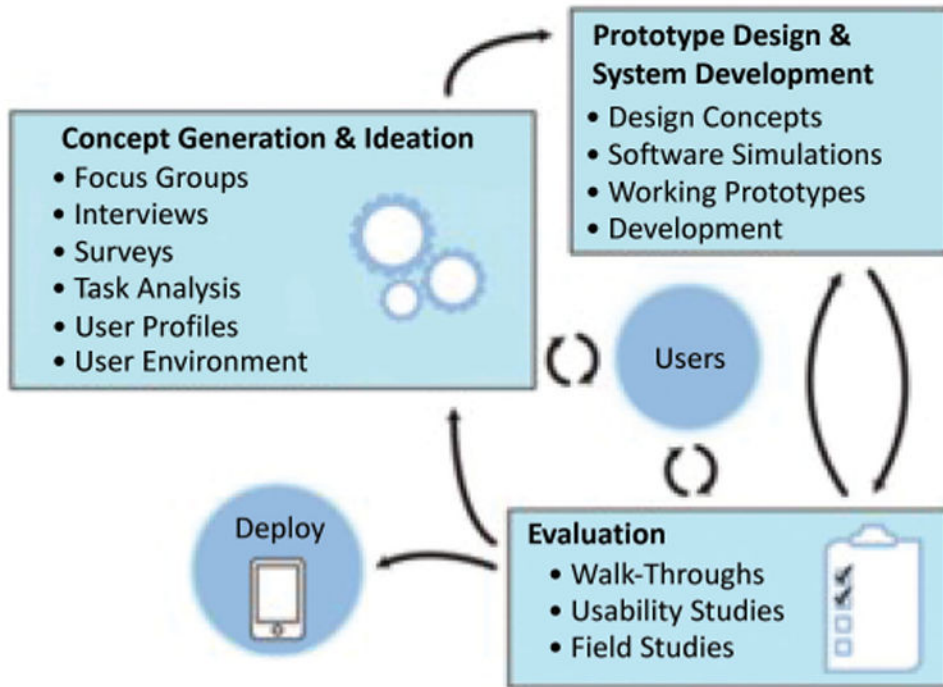 Prototype Design &
System Development
• Design Concepts
• Software Simulations
• Working Prototypes
• Development
Concept Generation & Ideation
• Focus Groups
• Interviews
• Surveys
• Task Analysis
• User Profiles
• User Environment
Users
Deploy
Evaluation
• Walk-Throughs
• Usability Studies
• Field Studies